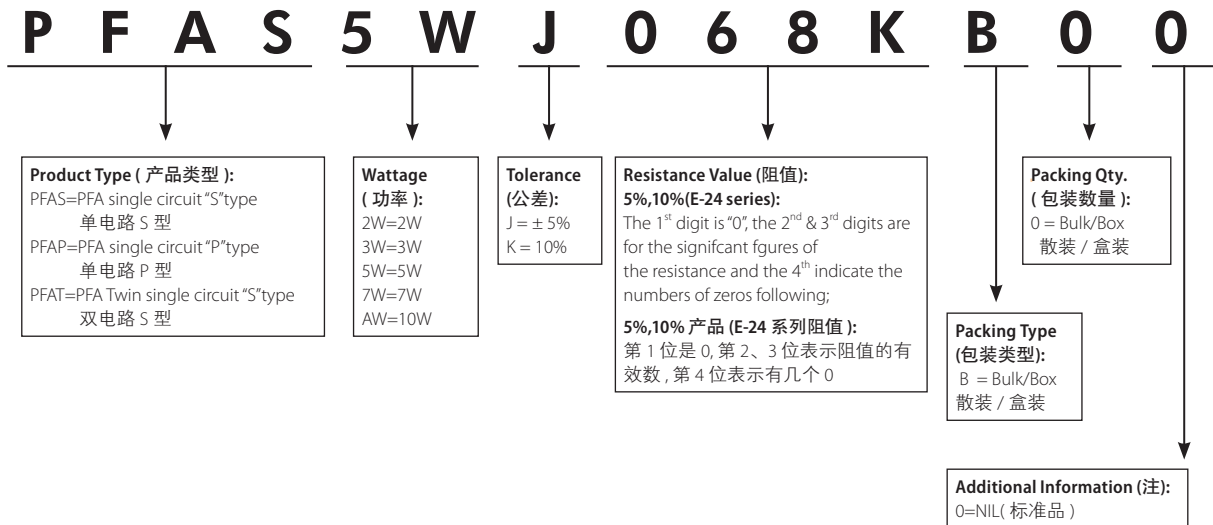 P F A S 5 W J 0 6 8 K B 0 0
Product Type ( 产品类型 ):
PFAS=PFA single circuit “S”type
单电路 S 型
PFAP=PFA single circuit “P”type
单电路 P 型
PFAT=PFA Twin single circuit “S”type
双电路 S 型
Wattage
( 功率 ):
2W=2W
3W=3W
5W=5W
7W=7W
AW=10W
Tolerance
(公差):
J = ± 5%
K = 10%
Resistance Value (阻值):
5%,10%(E-24 series):
The 1st digit is “0”, the 2nd & 3rd digits are
for the signifcant fgures of
the resistance and the 4th indicate the
numbers of zeros following;
5%,10% 产品 (E-24 系列阻值 ):
第 1 位是 0, 第 2、3 位表示阻值的有
效数 , 第 4 位表示有几个 0
Packing Type
(包装类型):
B = Bulk/Box
散装 / 盒装
Packing Qty.
( 包装数量 ):
0 = Bulk/Box
散装 / 盒装
Additional Information (注):
0=NIL( 标准品 )